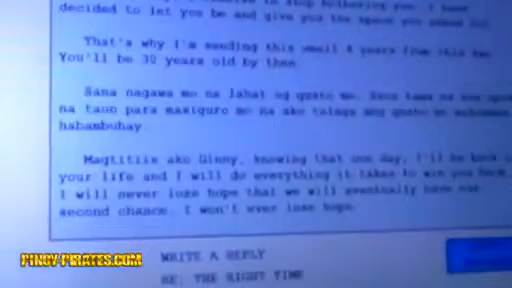 decided to let you be and give you the space you asked for.
That's why I'm sending this email 4 years from this
You'll be 30 years old by then.
Sana nagawa mo na lahat ng gusto mo. Sana tama na ang
na taon para masiguro mo na ako talaga ang gusto mo
habambuhay.
Magtitiis ako Ginny, knowing that one day, I'll be back in
your life and I will do everything it takes to win you back.
I will never lose hope that we will eventually have our
second chance. I won't ever lose hope.
WRITE A REPLY
RE: THE RIGHT TIME
PINOY-PIRATES.COM